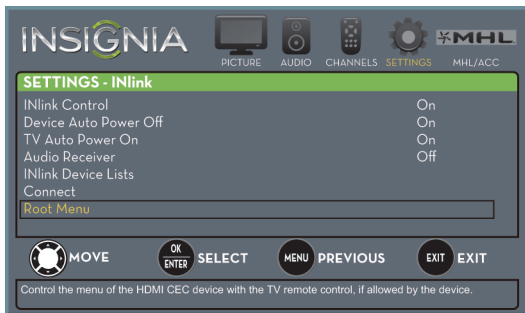 INSIGNIA
PICTURE AUDIO CHANNELS SETTINGS MHL MHL/ACC
SETTINGS - INlink
INlink Control On
Device Auto Power Off On
TV Auto Power On On
Audio Receiver Off
INlink Device Lists
Connect
Root Menu
MOVE OK ENTER SELECT MENU PREVIOUS EXIT EXIT
Control the menu of the HDMI CEC device with the TV remote control, if allowed by the device.